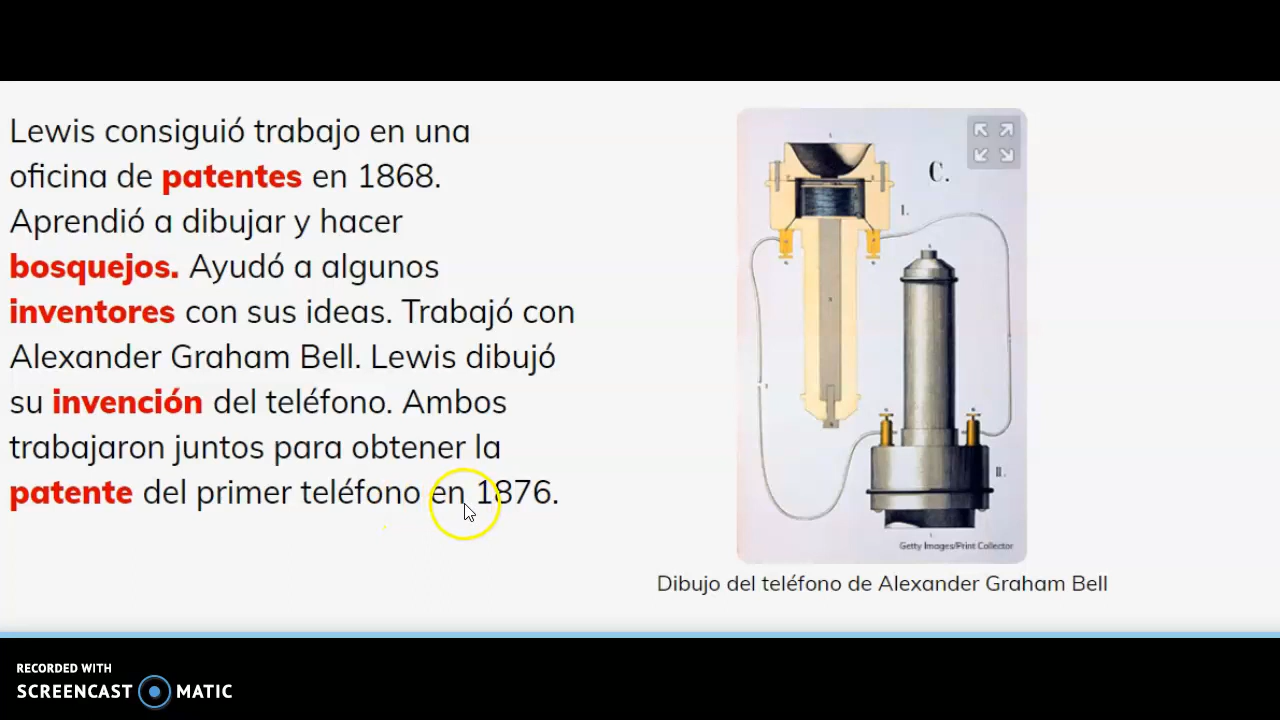 Lewis consiguió trabajo en una
oficina de patentes en 1868.
Aprendió a dibujar y hacer
bosquejos. Ayudó a algunos
inventores con sus ideas. Trabajó con
Alexander Graham Bell. Lewis dibujó
su invención del teléfono. Ambos
trabajaron juntos para obtener la
patente del primer teléfono en 1876.
C.
I.
II.
Getty Images/Print Collector
Dibujo del teléfono de Alexander Graham Bell
RECORDED WITH
SCREENCAST MATIC